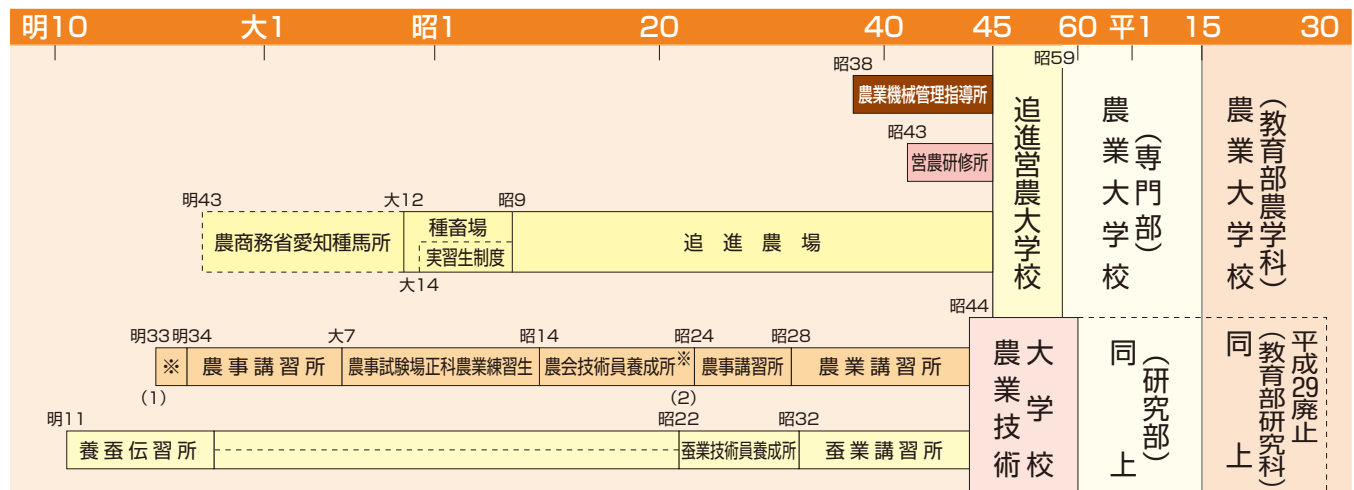 明10 大1 昭1 20 40 45 60 平1 15 30
昭59
昭38
農業機械管理指導所
昭43
営農研修所
明43 大12 昭9
農商務省愛知種馬所
種畜場
実習生制度
大14
追進農場
追進営農大学校
農業大学校
(専門部)
農業大学校
(教育部農学科)
昭44
明33 明34 大7 昭14 昭24 昭28
※ 農事講習所 農事試験場正科農業練習生 農会技術員養成所※ 農事講習所 農業講習所
(1) (2)
明11 昭22 昭32
養蚕伝習所 蚕業技術員養成所 蚕業講習所
農業技術
大学校
同上
(研究部)
同上
(教育部研究科)
平成29廃止